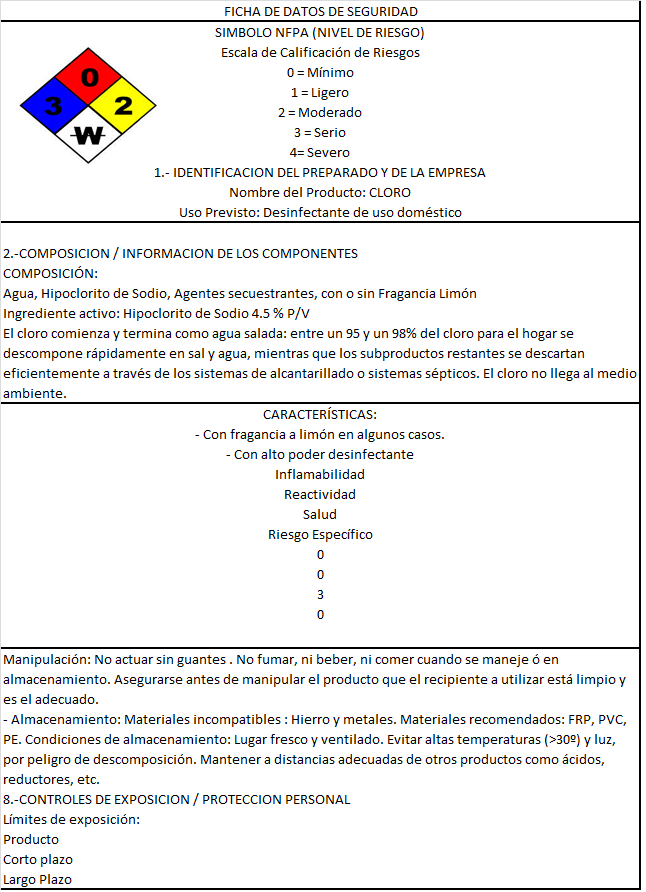 FICHA DE DATOS DE SEGURIDAD
SIMBOLO NFPA (NIVEL DE RIESGO)
Escala de Calificación de Riesgos
0 = Mínimo
1 = Ligero
2 = Moderado
3 = Serio
4= Severo
0
3
2
W
1.- IDENTIFICACION DEL PREPARADO Y DE LA EMPRESA
Nombre del Producto: CLORO
Uso Previsto: Desinfectante de uso doméstico
2.-COMPOSICION / INFORMACION DE LOS COMPONENTES
COMPOSICIÓN:
Agua, Hipoclorito de Sodio, Agentes secuestrantes, con o sin Fragancia Limón
Ingrediente activo: Hipoclorito de Sodio 4.5 % P/V
El cloro comienza y termina como agua salada: entre un 95 y un 98% del cloro para el hogar se
descompone rápidamente en sal y agua, mientras que los subproductos restantes se descartan
eficientemente a través de los sistemas de alcantarillado o sistemas sépticos. El cloro no llega al medio
ambiente.
CARACTERÍSTICAS:
- Con fragancia a limón en algunos casos.
- Con alto poder desinfectante
Inflamabilidad
Reactividad
Salud
Riesgo Específico
0
0
3
0
Manipulación: No actuar sin guantes . No fumar, ni beber, ni comer cuando se maneje ó en
almacenamiento. Asegurarse antes de manipular el producto que el recipiente a utilizar está limpio y
es el adecuado.
- Almacenamiento: Materiales incompatibles : Hierro y metales. Materiales recomendados: FRP, PVC,
PE. Condiciones de almacenamiento: Lugar fresco y ventilado. Evitar altas temperaturas (>30º) y luz,
por peligro de descomposición. Mantener a distancias adecuadas de otros productos como ácidos,
reductores, etc.
8.-CONTROLES DE EXPOSICION / PROTECCION PERSONAL
Límites de exposición:
Producto
Corto plazo
Largo Plazo